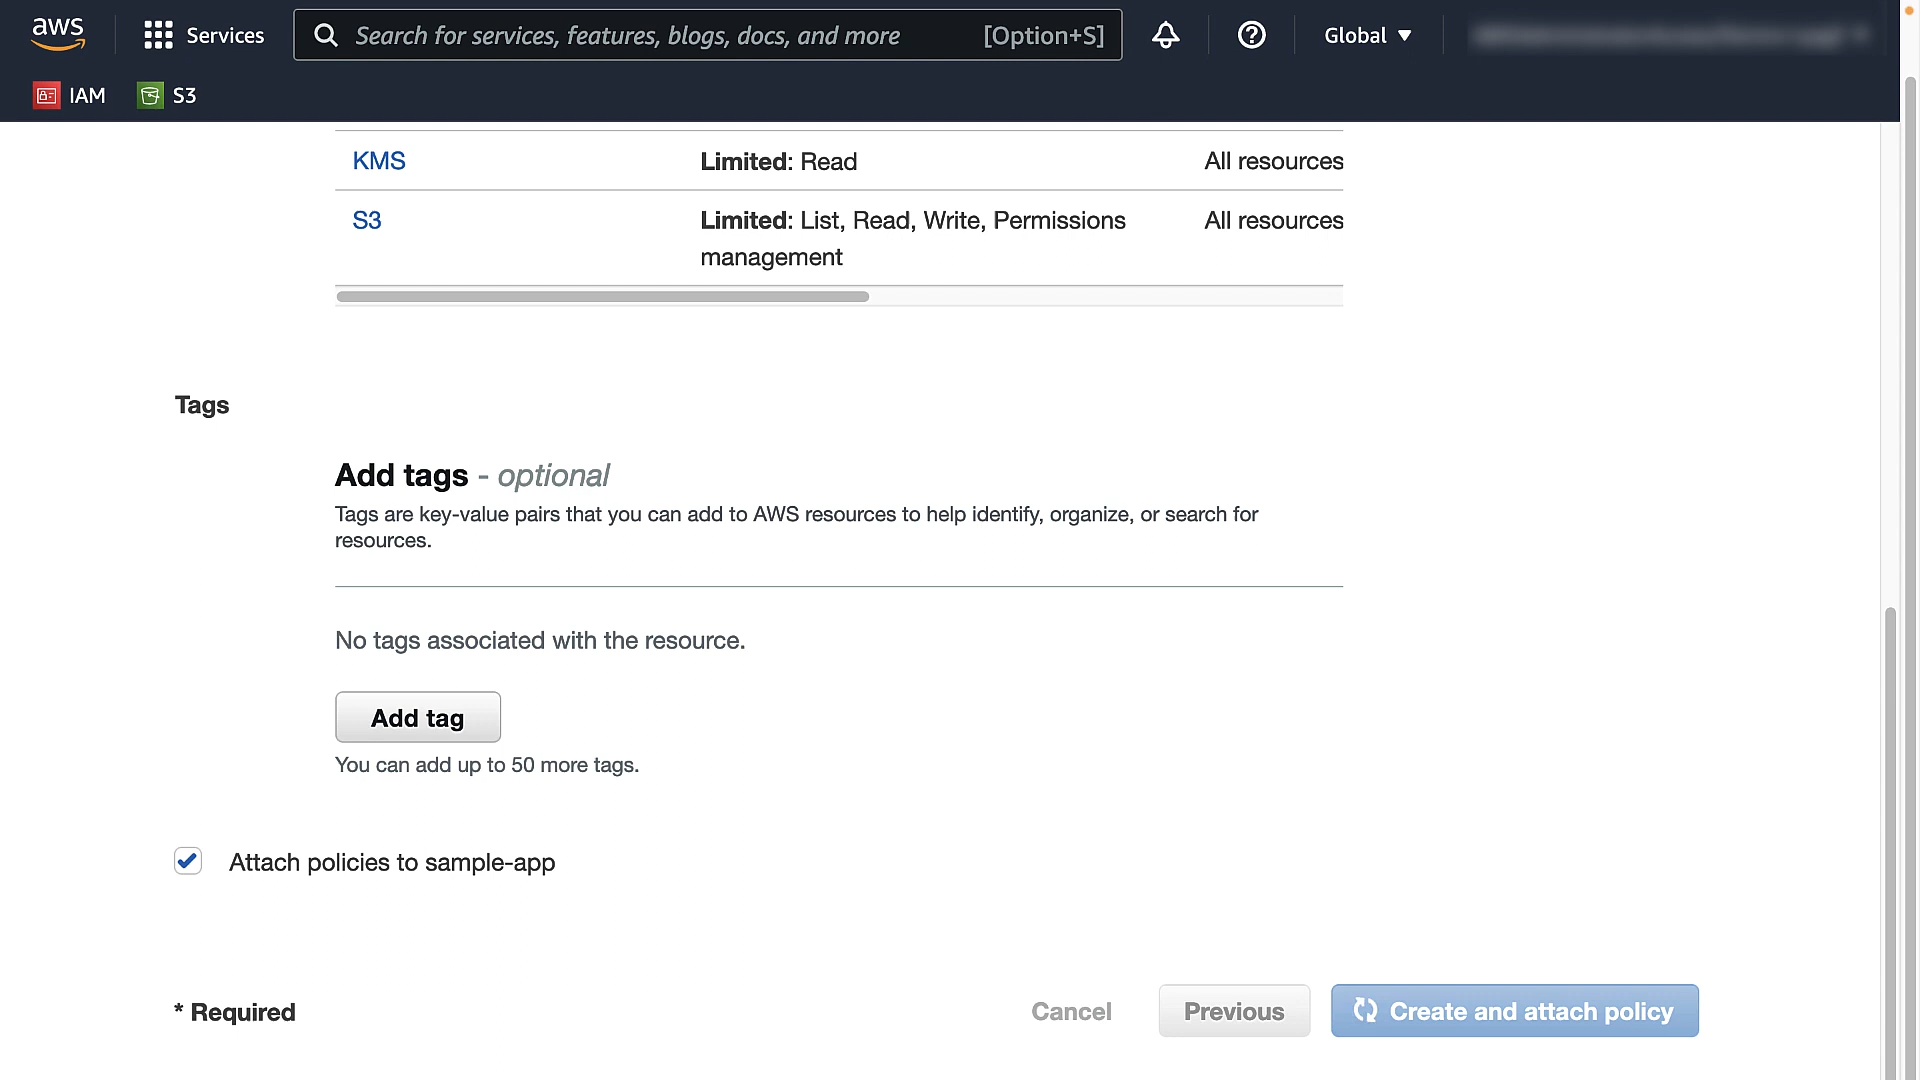 aws
Services
Search for services, features, blogs, docs, and more
[Option+S]
Global ▼
IAM
S3
KMS
Limited: Read
All resources
S3
Limited: List, Read, Write, Permissions
management
All resources
Tags
Add tags - optional
Tags are key-value pairs that you can add to AWS resources to help identify, organize, or search for
resources.
No tags associated with the resource.
Add tag
You can add up to 50 more tags.
Attach policies to sample-app
* Required
Cancel
Previous
Create and attach policy